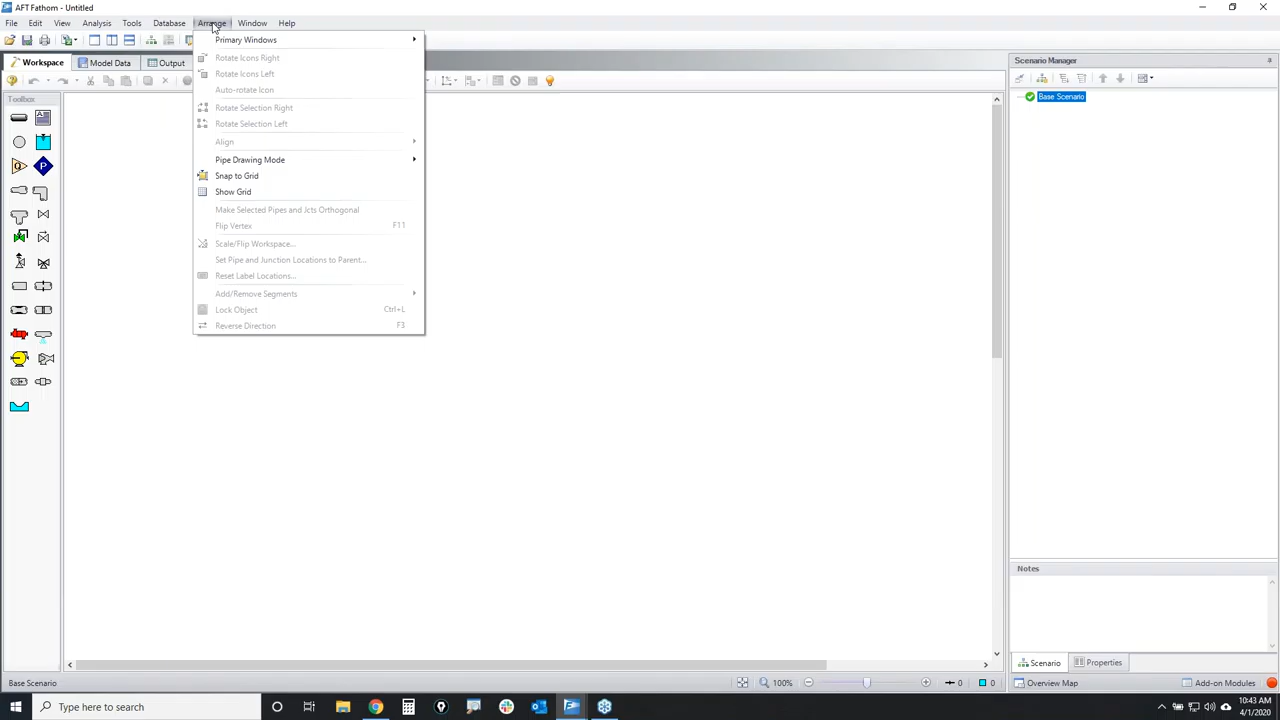 AFT Fathom - Untitled
File Edit View Analysis Tools Database Arrange Window Help
Workspace Model Data Output
Toolbox
Primary Windows
Rotate Icons Right
Rotate Icons Left
Auto-rotate Icon
Rotate Selection Right
Rotate Selection Left
Align
Pipe Drawing Mode
Snap to Grid
Show Grid
Make Selected Pipes and Jcts Orthogonal
Flip Vertex F11
Scale/Flip Workspace...
Set Pipe and Junction Locations to Parent...
Reset Label Locations...
Add/Remove Segments
Lock Object Ctrl+L
Reverse Direction F3
Scenario Manager
Base Scenario
Notes
Scenario Properties
Base Scenario 100% 0 0 Overview Map Add-on Modules
Type here to search
10:43 AM
4/1/2020